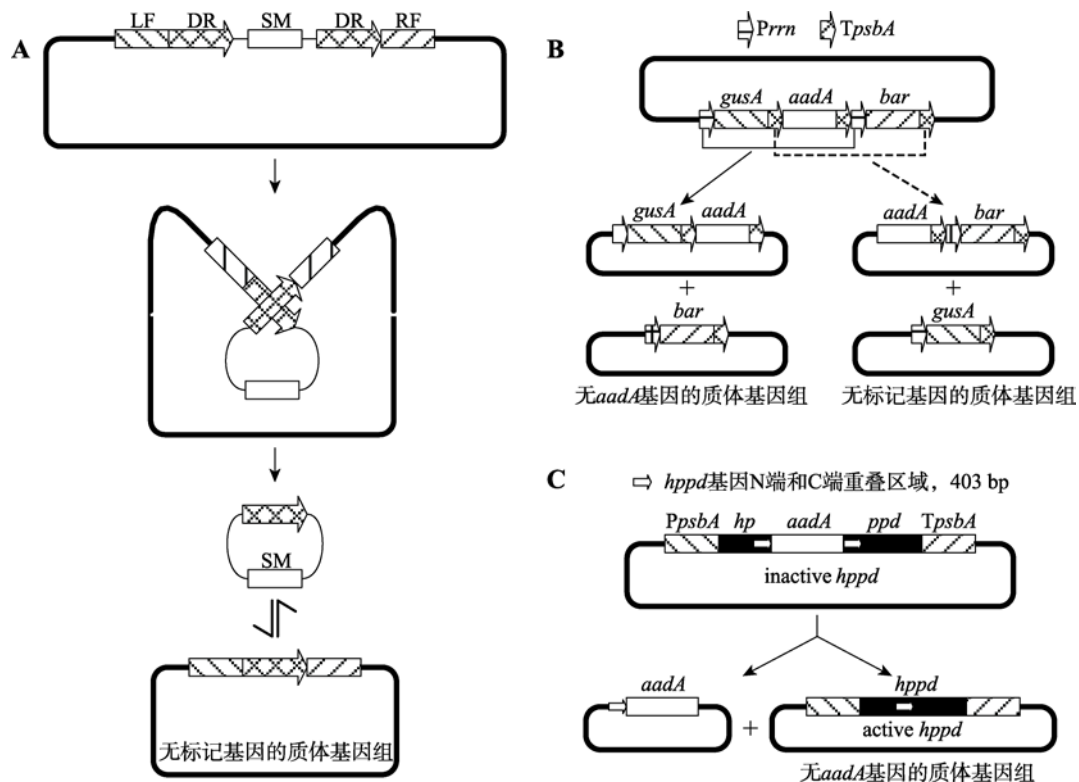 A
LF DR SM DR RF
SM
无标记基因的质体基因组
B
Prrn TpsbA
gusA aadA bar
gusA aadA
aadA bar
+
+
bar
gusA
无aadA基因的质体基因组
无标记基因的质体基因组
C
hppd基因N端和C端重叠区域，403 bp
PpsbA hp aadA ppd TpsbA
inactive hppd
aadA
hppd
+
active hppd
无aadA基因的质体基因组